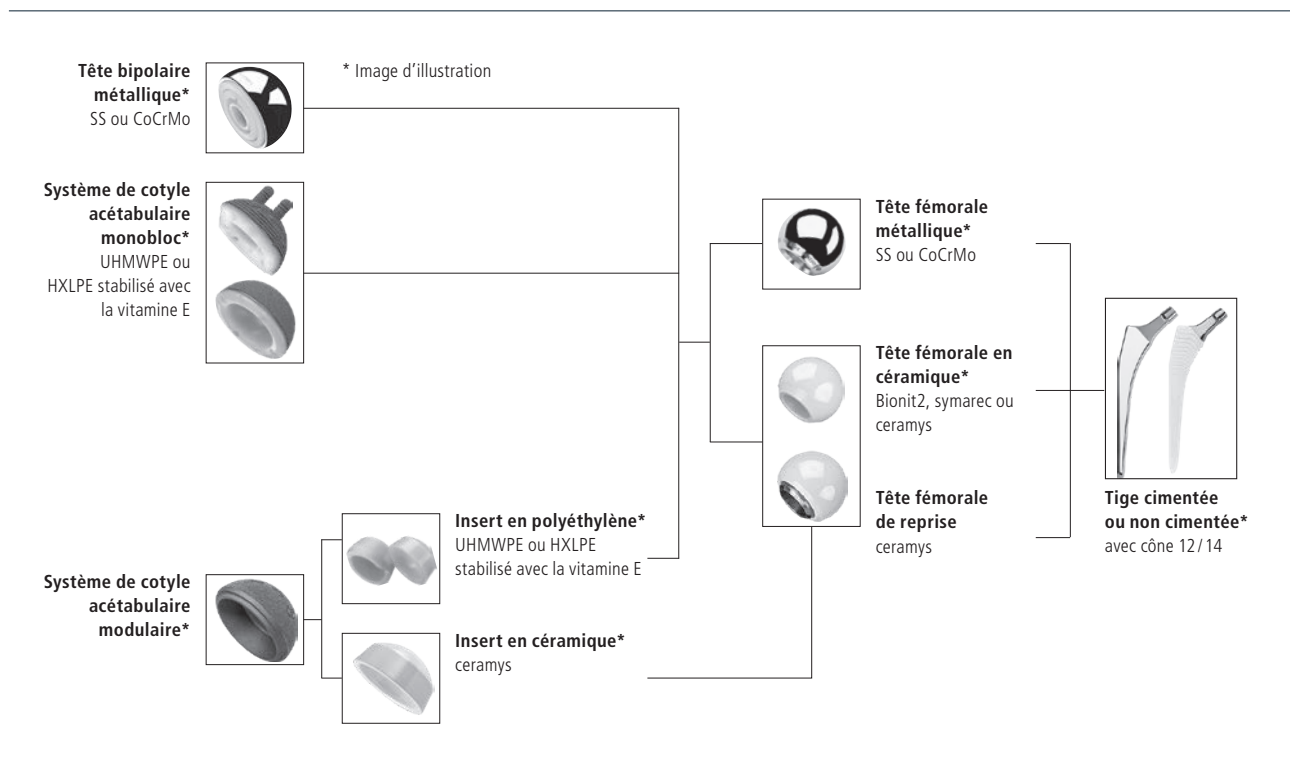 Tête bipolaire
métallique*
SS ou CoCrMo
* Image d’illustration
Système de cotyle
acétabulaire
monobloc*
UHMWPE ou
HXLPE stabilisé avec
la vitamine E
Tête fémorale
métallique*
SS ou CoCrMo
Tête fémorale en
céramique*
Bionit2, symarec ou
ceramys
Tête fémorale
de reprise
ceramys
Tige cimentée
ou non cimentée*
avec cône 12/14
Insert en polyéthylène*
UHMWPE ou HXLPE
stabilisé avec la vitamine E
Système de cotyle
acétabulaire
modulaire*
Insert en céramique*
ceramys